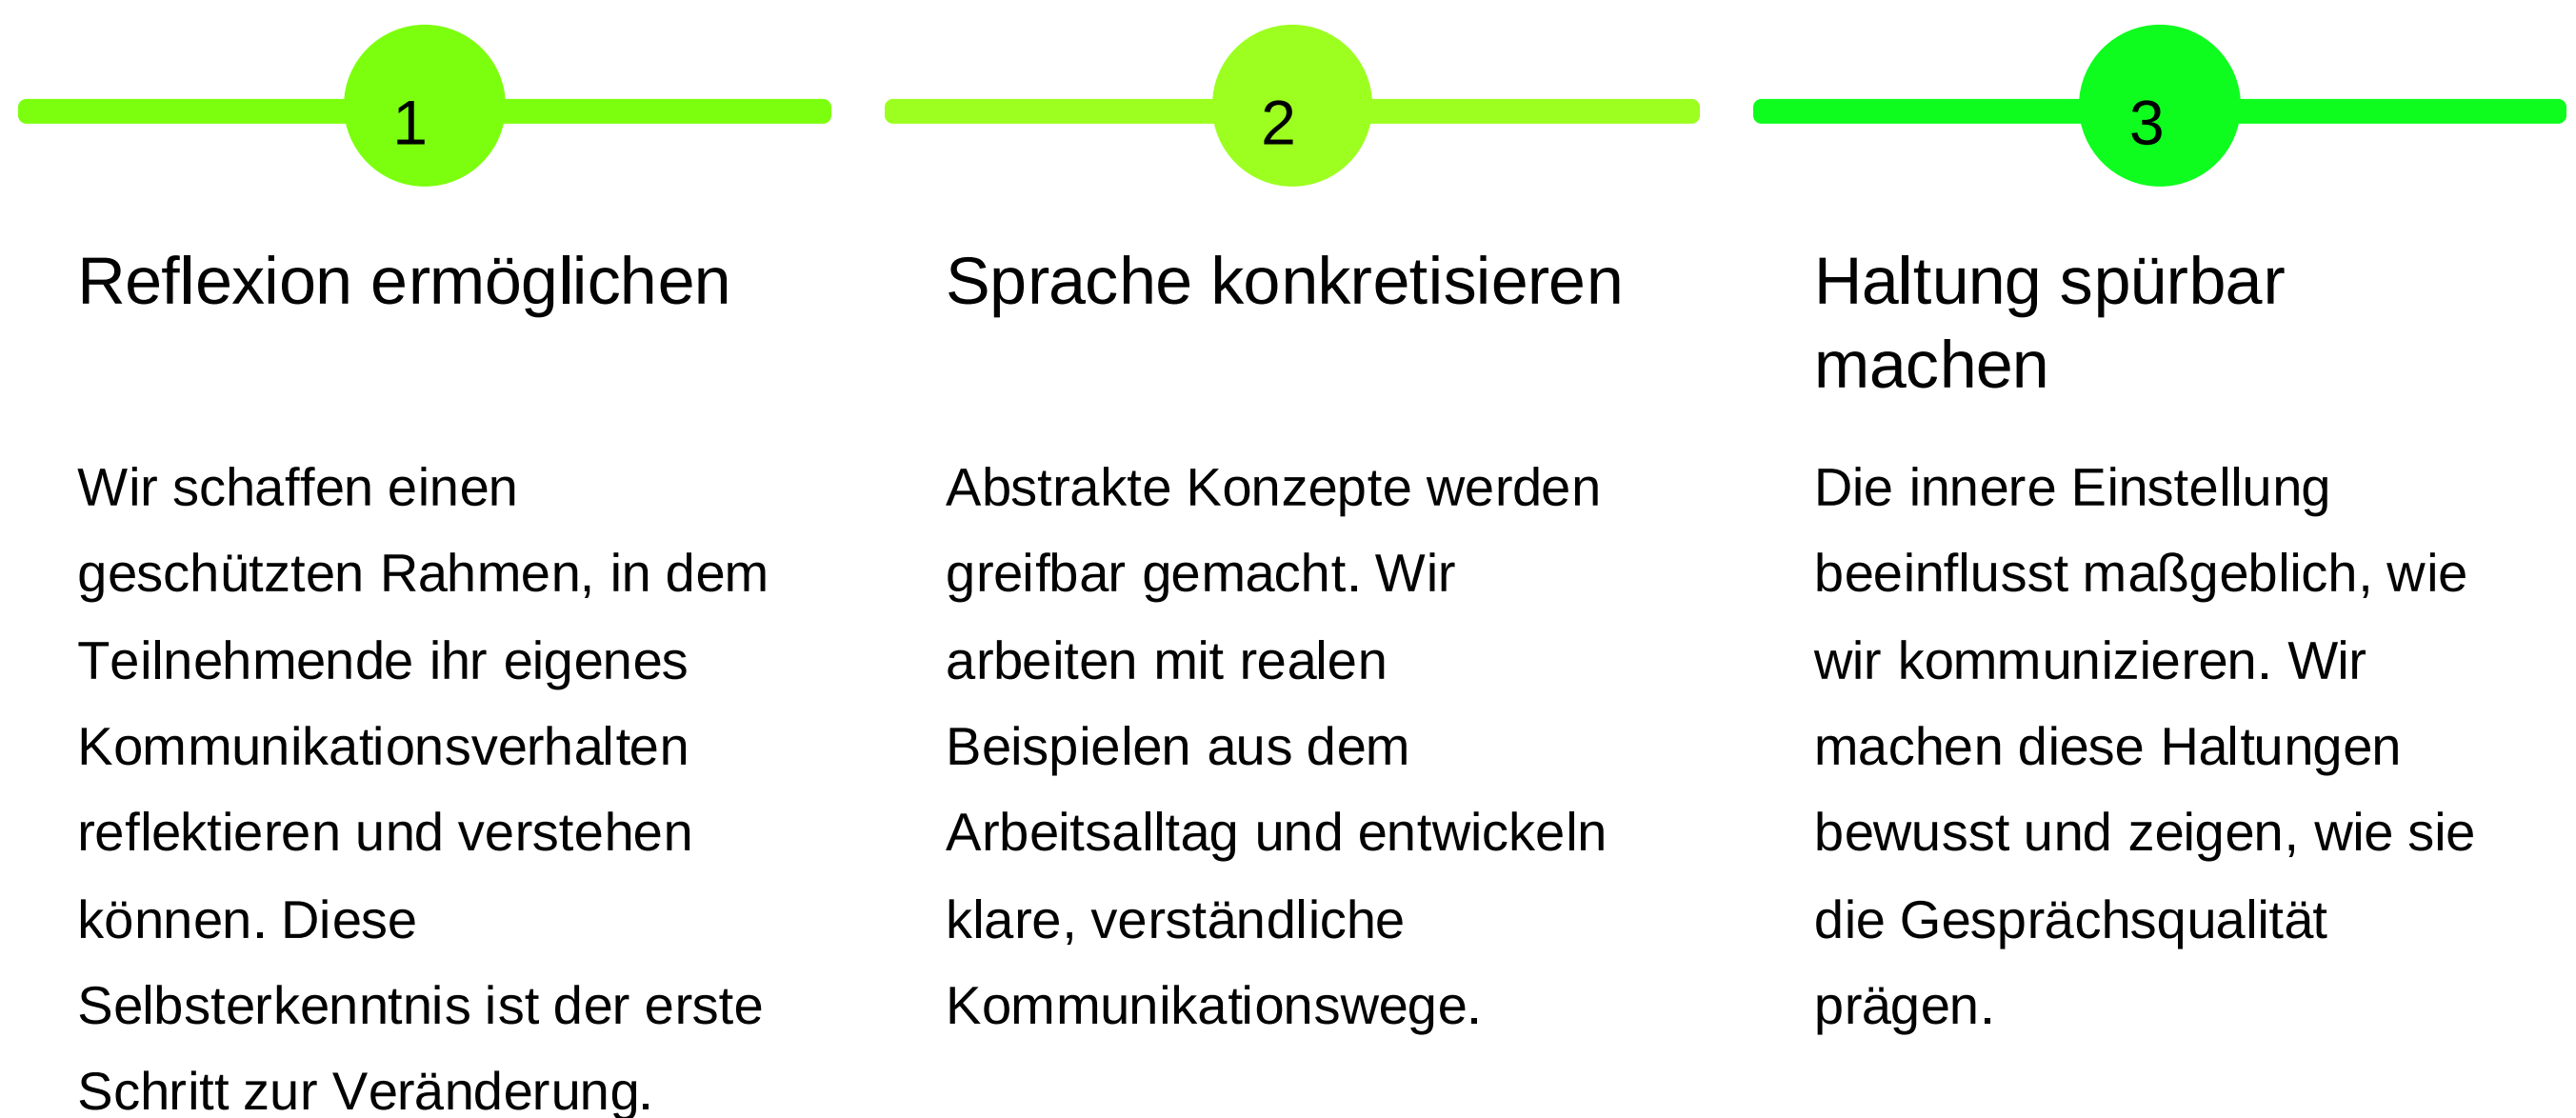 1
Reflexion ermöglichen
Wir schaffen einen
geschützten Rahmen, in dem
Teilnehmende ihr eigenes
Kommunikationsverhalten
reflektieren und verstehen
können. Diese
Selbsterkenntnis ist der erste
Schritt zur Veränderung.
2
Sprache konkretisieren
Abstrakte Konzepte werden
greifbar gemacht. Wir
arbeiten mit realen
Beispielen aus dem
Arbeitsalltag und entwickeln
klare, verständliche
Kommunikationswege.
3
Haltung spürbar
machen
Die innere Einstellung
beeinflusst maßgeblich, wie
wir kommunizieren. Wir
machen diese Haltungen
bewusst und zeigen, wie sie
die Gesprächsqualität
prägen.